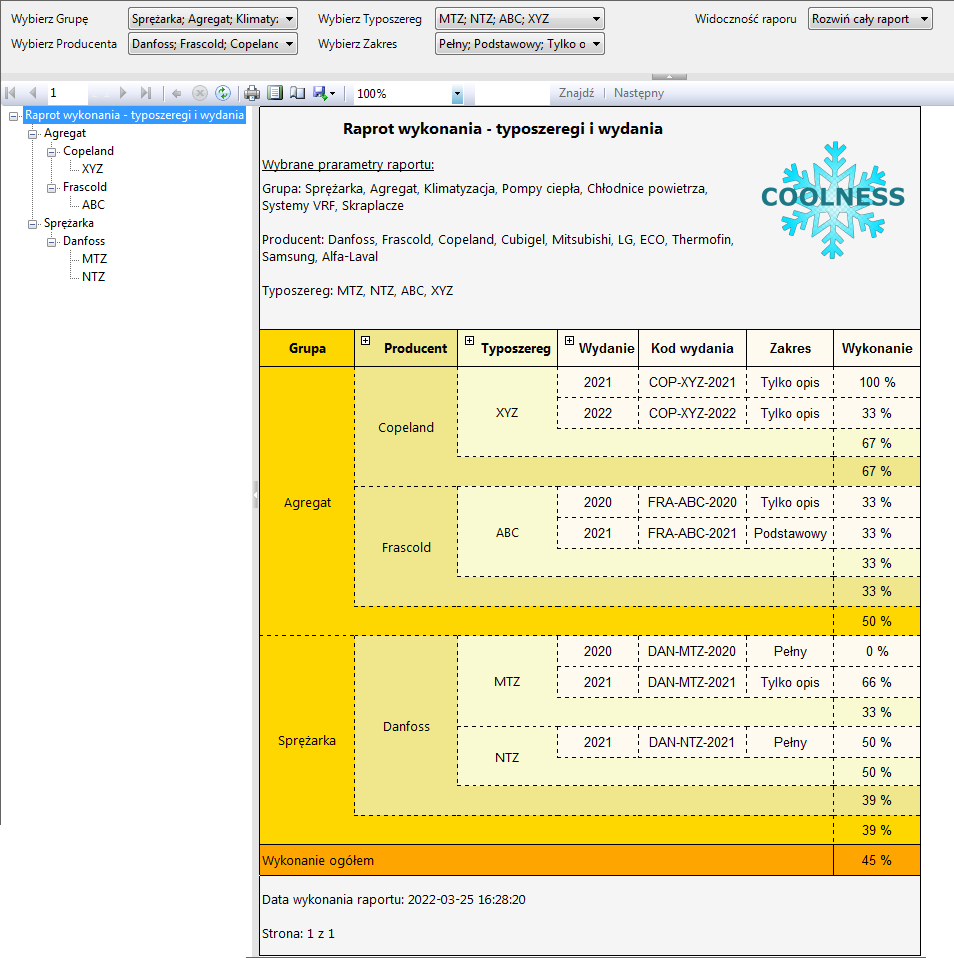 Wybierz Grupę Sprężarka; Agregat; Klimaty: Wybierz Typoszereg MTZ; NTZ; ABC; XYZ Widoczność raporu Rozwiń cały raport
Wybierz Producenta Danfoss; Frascold; Copelanc Wybierz Zakres Pełny; Podstawowy; Tylko o
1 100% Znajdź Następny
Raprot wykonania - typoszeregi i wydania
Agregat
Copeland
XYZ
Frascold
ABC
Sprężarka
Danfoss
MTZ
NTZ
Raprot wykonania - typoszeregi i wydania
COOLNESS
Wybrane prarametry raportu:
Grupa: Sprężarka, Agregat, Klimatyzacja, Pompy ciepła, Chłodnice powietrza,
Systemy VRF, Skraplacze
Producent: Danfoss, Frascold, Copeland, Cubigel, Mitsubishi, LG, ECO, Thermofin,
Samsung, Alfa-Laval
Typoszereg: MTZ, NTZ, ABC, XYZ
Grupa Producent Typoszereg Wydanie Kod wydania Zakres Wykonanie
Agregat Copeland XYZ 2021 COP-XYZ-2021 Tylko opis 100 %
2022 COP-XYZ-2022 Tylko opis 33 %
67 %
67 %
Frascold ABC 2020 FRA-ABC-2020 Tylko opis 33 %
2021 FRA-ABC-2021 Podstawowy 33 %
33 %
33 %
50 %
Sprężarka Danfoss MTZ 2020 DAN-MTZ-2020 Pełny 0 %
2021 DAN-MTZ-2021 Tylko opis 66 %
33 %
NTZ 2021 DAN-NTZ-2021 Pełny 50 %
50 %
39 %
39 %
Wykonanie ogółem 45 %
Data wykonania raportu: 2022-03-25 16:28:20
Strona: 1 z 1